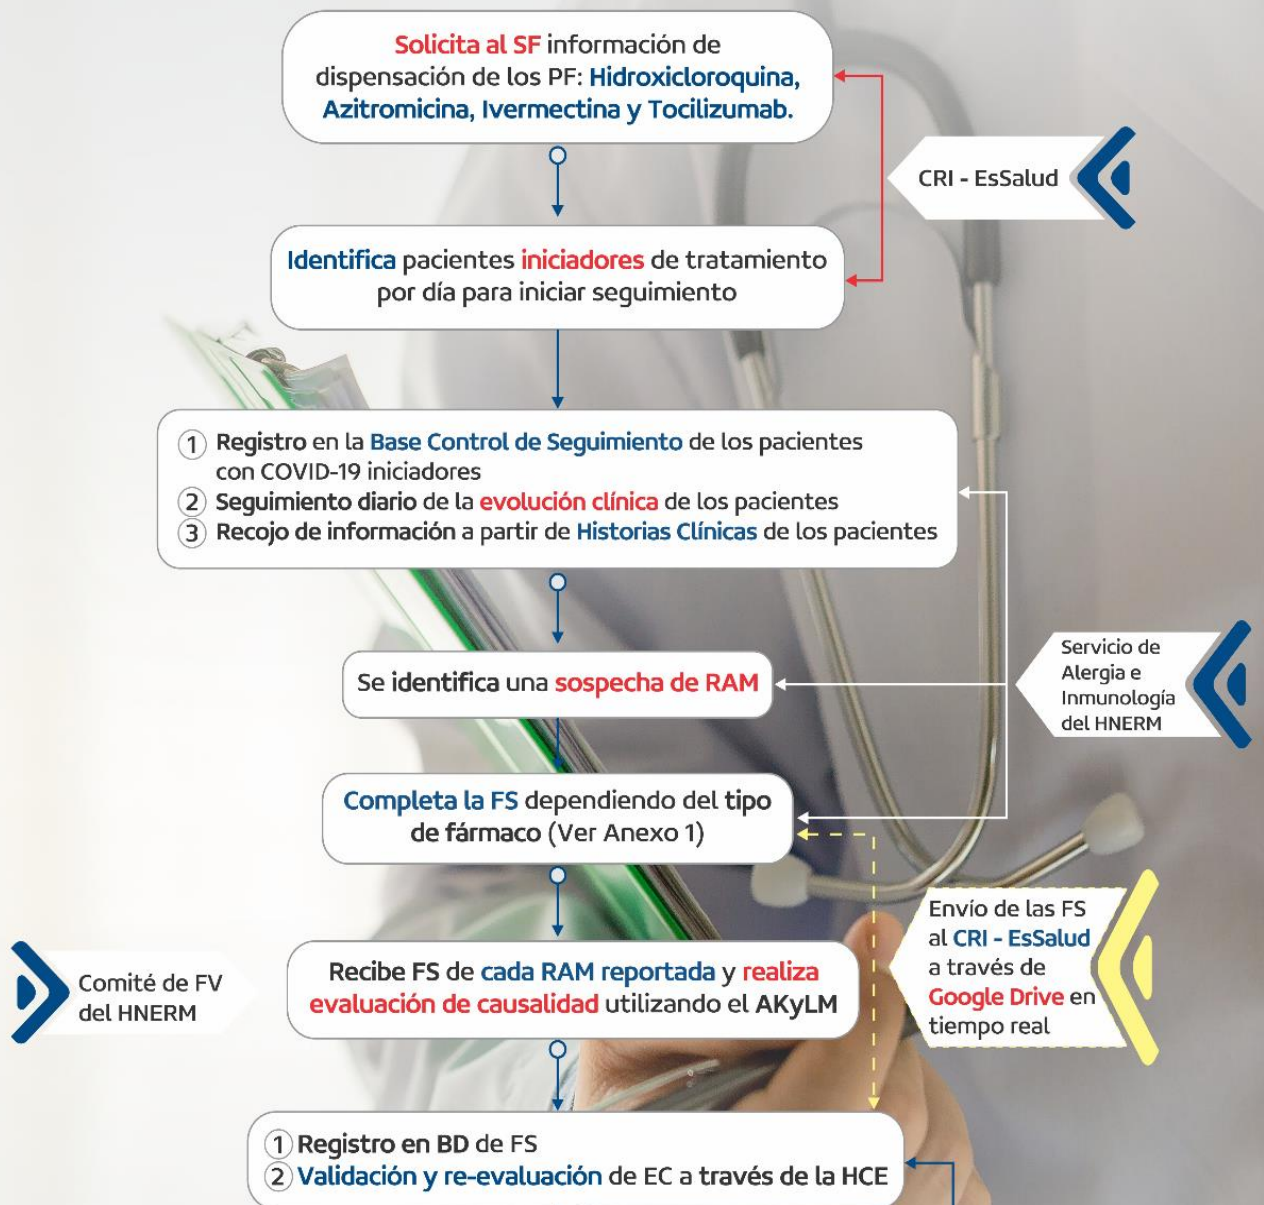 Solicita al SF información de
dispensación de los PF: Hidroxicloroquina,
Azitromicina, Ivermectina y Tocilizumab.
CRI - EsSalud
Identifica pacientes iniciadores de tratamiento
por día para iniciar seguimiento
1 Registro en la Base Control de Seguimiento de los pacientes
con COVID-19 iniciadores
2 Seguimiento diario de la evolución clínica de los pacientes
3 Recojo de información a partir de Historias Clínicas de los pacientes
Se identifica una sospecha de RAM
Servicio de
Alergia e
Inmunología
del HNERM
Completa la FS dependiendo del tipo
de fármaco (Ver Anexo 1)
Envío de las FS
al CRI - EsSalud
a través de
Google Drive en
tiempo real
Comité de FV
del HNERM
Recibe FS de cada RAM reportada y realiza
evaluación de causalidad utilizando el AKyLM
1 Registro en BD de FS
2 Validación y re-evaluación de EC a través de la HCE